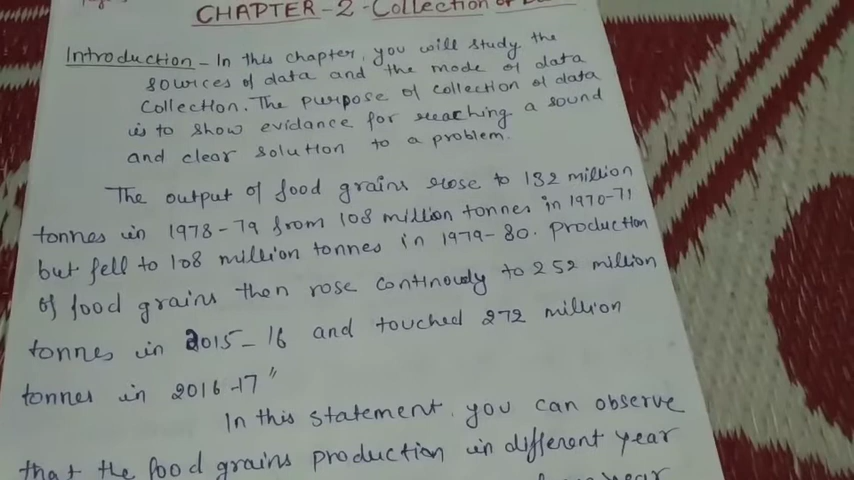 CHAPTER-2-Collection of
Introduction - In this chapter, you will study the
sources of data and the mode of data
Collection. The purpose of collection of data
is to show evidance for reaching a sound
and clear solution to a problem.
The output of food grains rose to 132 million
tonnes in 1978-79 from 108 million tonnes in 1970-71
but fell to 108 million tonnes in 1979-80. production
of food grains then rose continously to 252 million
tonnes in 2015-16 and touched 272 million
tonnes in 2016-17"
In this statement, you can observe
that the food grains production in different year
year